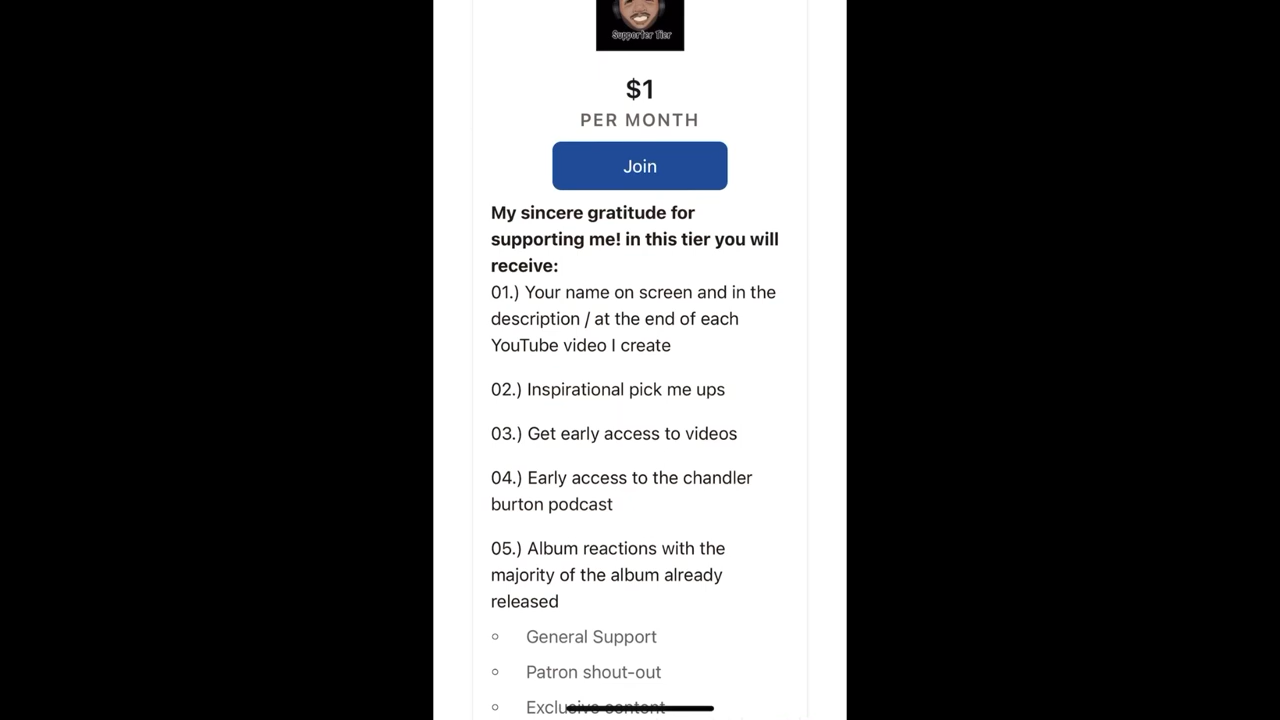 Supporter Tier
$1
PER MONTH
Join
My sincere gratitude for
supporting me! in this tier you will
receive:
01.) Your name on screen and in the
description / at the end of each
YouTube video I create
02.) Inspirational pick me ups
03.) Get early access to videos
04.) Early access to the chandler
burton podcast
05.) Album reactions with the
majority of the album already
released
General Support
Patron shout-out
Exclusive content